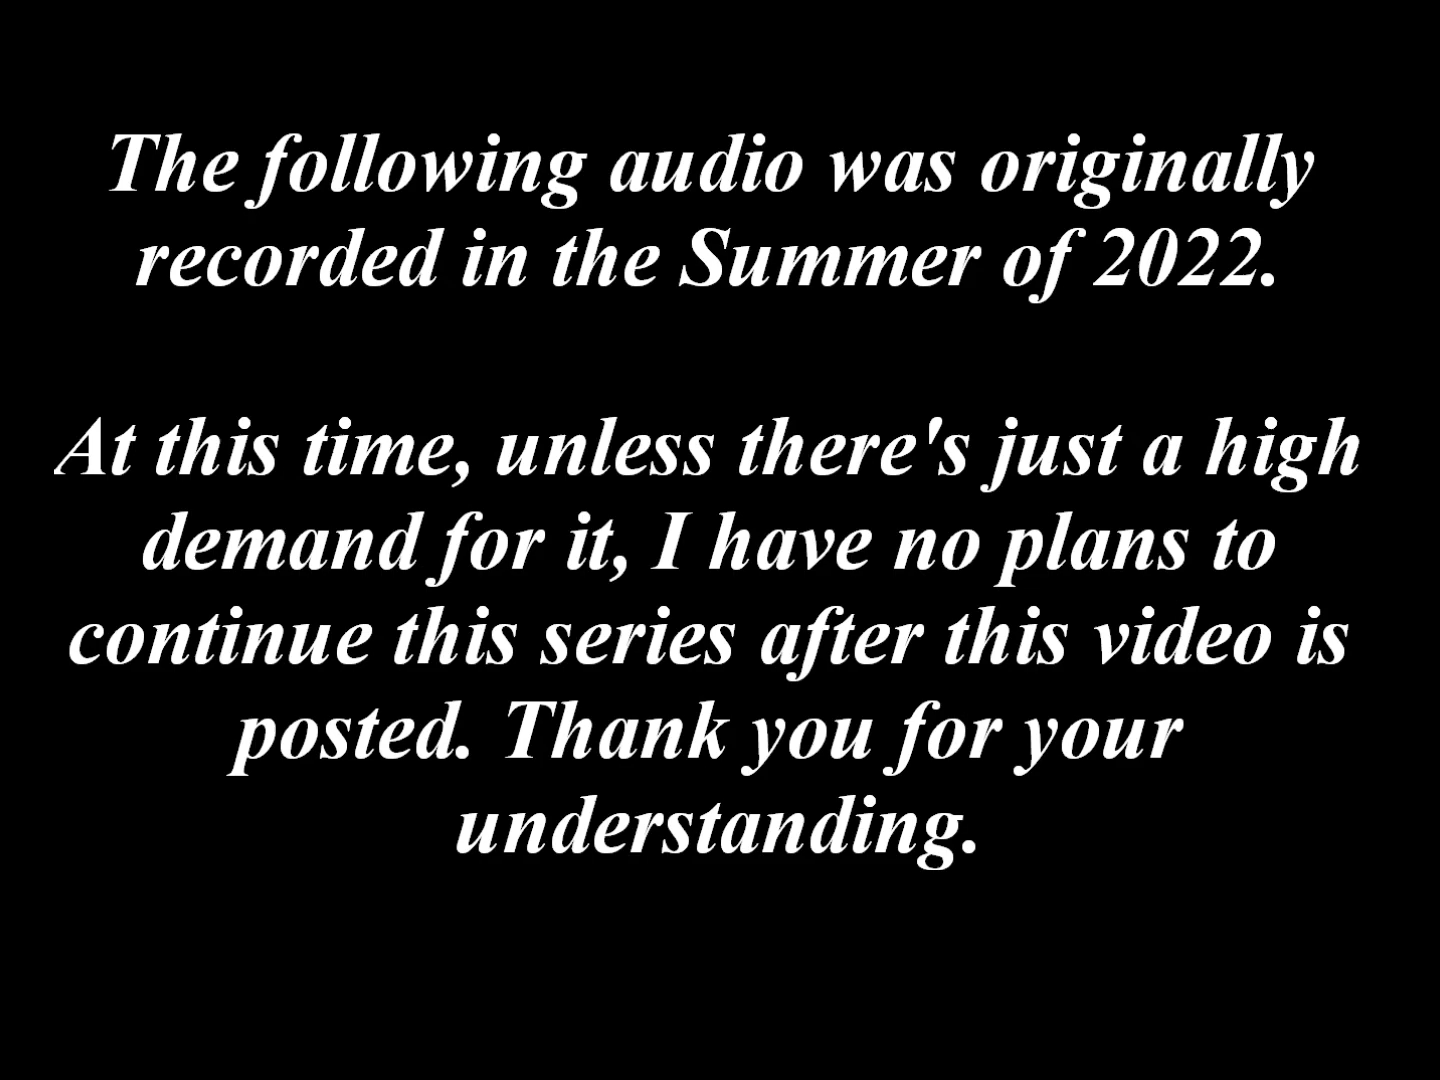 The following audio was originally
recorded in the Summer of 2022.
At this time, unless there's just a high
demand for it, I have no plans to
continue this series after this video is
posted. Thank you for your
understanding.